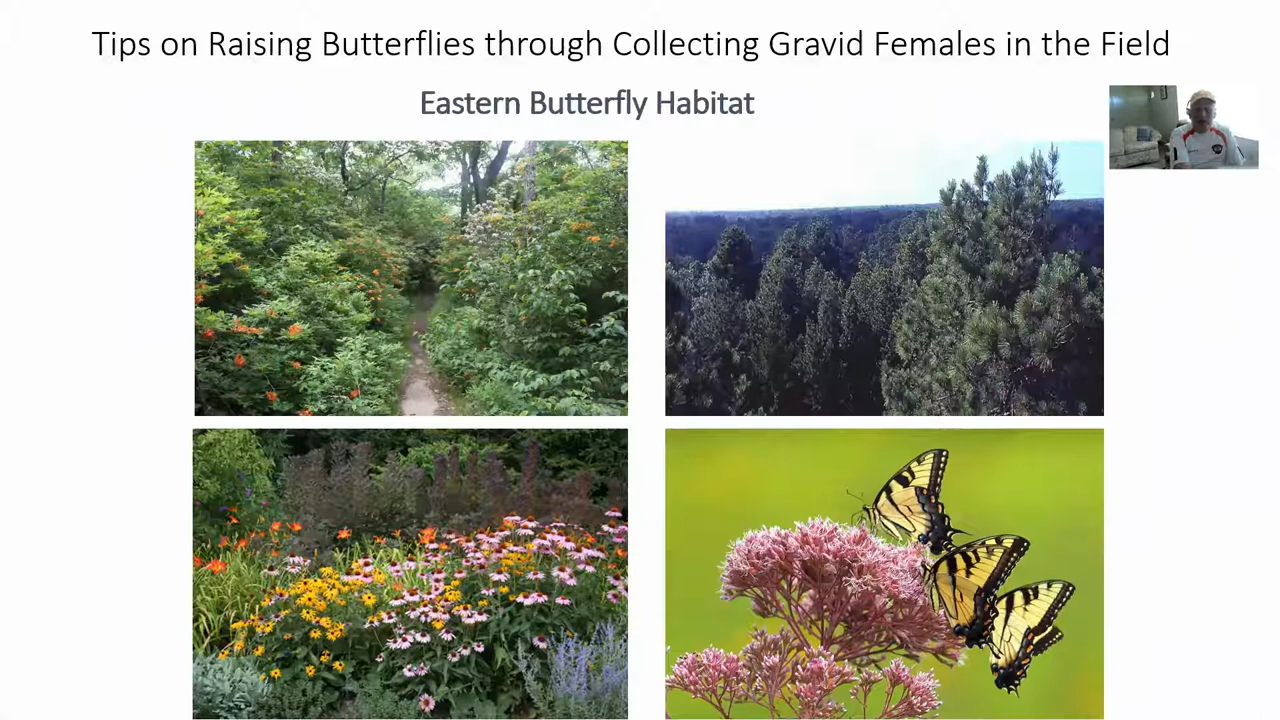 Tips on Raising Butterflies through Collecting Gravid Females in the Field
Eastern Butterfly Habitat